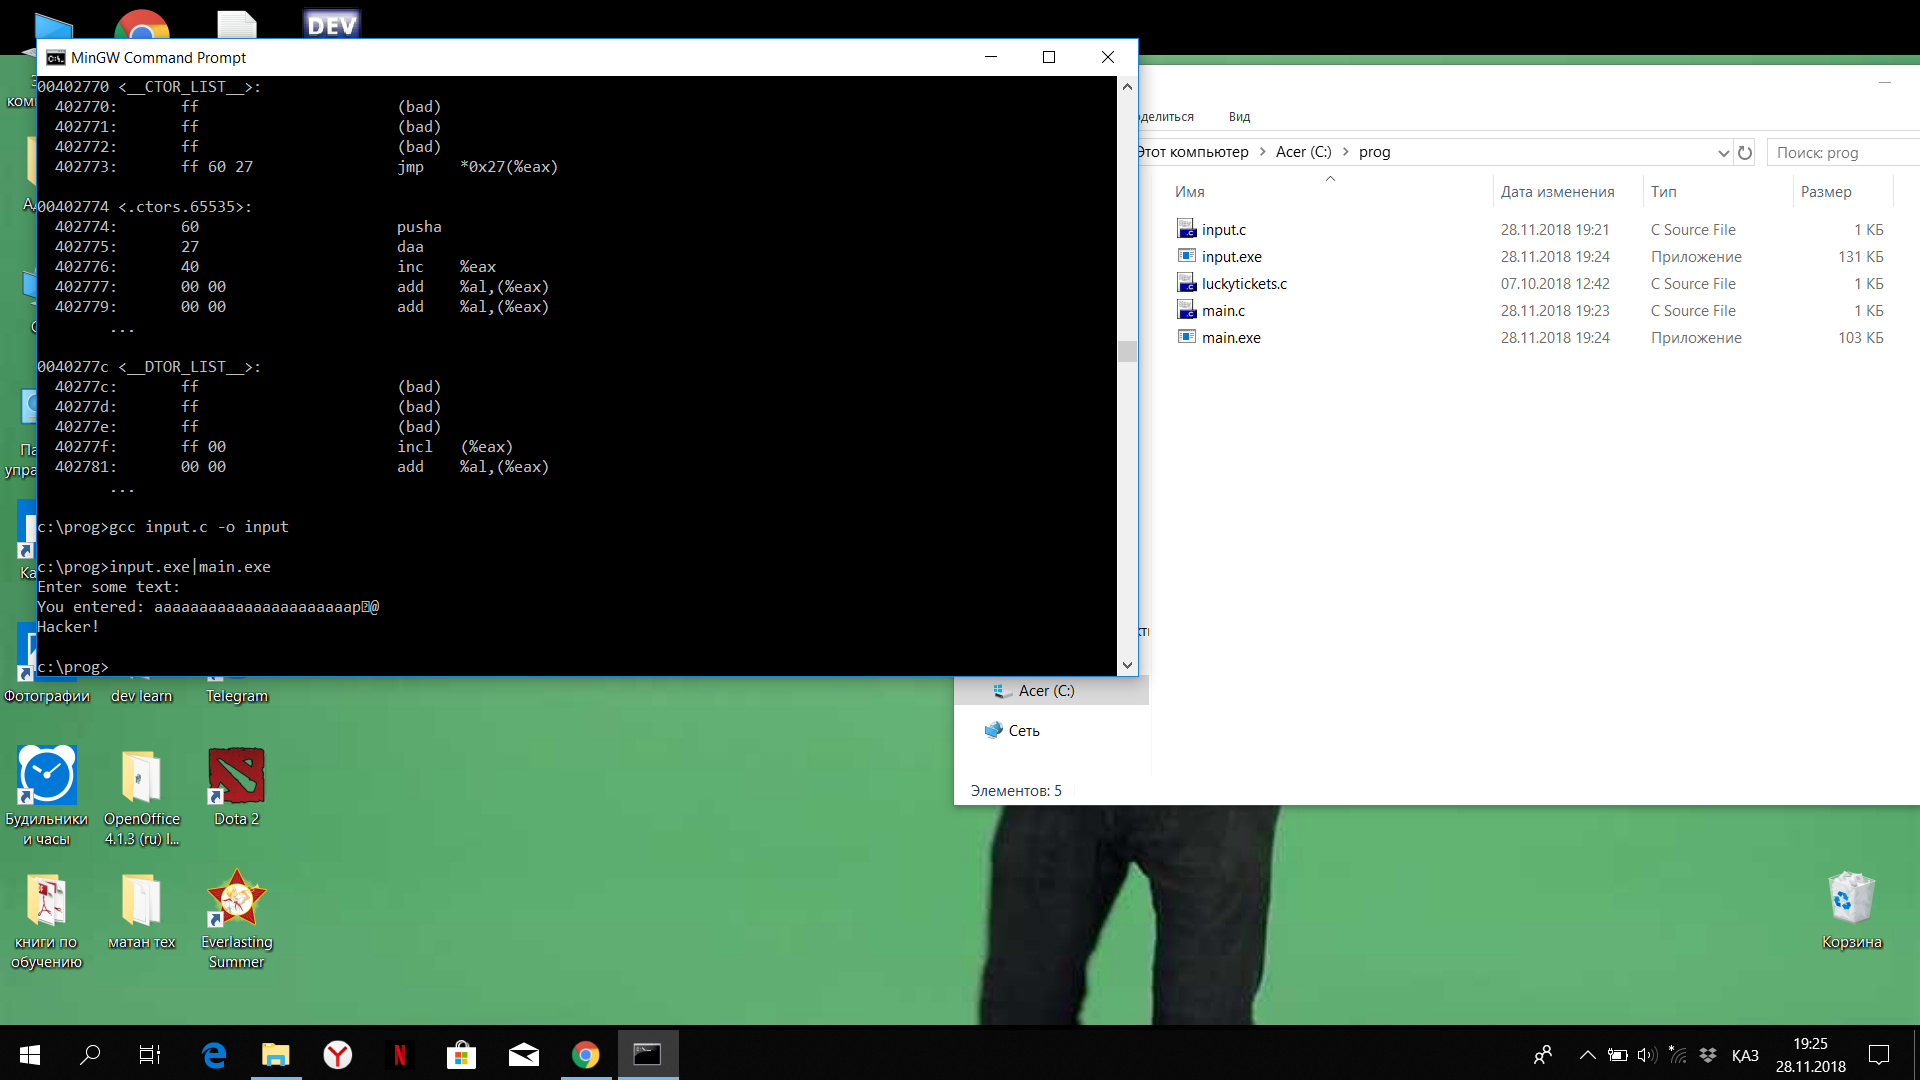 DEV
MinGW Command Prompt
00402770 <__CTOR_LIST__>:
402770: ff (bad)
402771: ff (bad)
402772: ff (bad)
402773: ff 60 27 jmp *0x27(%eax)
00402774 <.ctors.65535>:
402774: 60 pusha
402775: 27 daa
402776: 40 inc %eax
402777: 00 00 add %al,(%eax)
402779: 00 00 add %al,(%eax)
...
0040277c <__DTOR_LIST__>:
40277c: ff (bad)
40277d: ff (bad)
40277e: ff (bad)
40277f: ff 00 incl (%eax)
402781: 00 00 add %al,(%eax)
...
c:\prog>gcc input.c -o input
c:\prog>input.exe|main.exe
Enter some text:
You entered: aaaaaaaaaaaaaaaaaaaaaap⍰@
Hacker!
c:\prog>
Вид
Этот компьютер > Acer (C:) > prog
Поиск: prog
Имя Дата изменения Тип Размер
input.c 28.11.2018 19:21 C Source File 1 КБ
input.exe 28.11.2018 19:24 Приложение 131 КБ
luckytickets.c 07.10.2018 12:42 C Source File 1 КБ
main.c 28.11.2018 19:23 C Source File 1 КБ
main.exe 28.11.2018 19:24 Приложение 103 КБ
Acer (C:)
Сеть
Элементов: 5
Фотографии
dev learn
Telegram
Будильники
и часы
OpenOffice
4.1.3 (ru) I...
Dota 2
книги по
обучению
матан тех
Everlasting
Summer
Корзина
ҚАЗ
19:25
28.11.2018